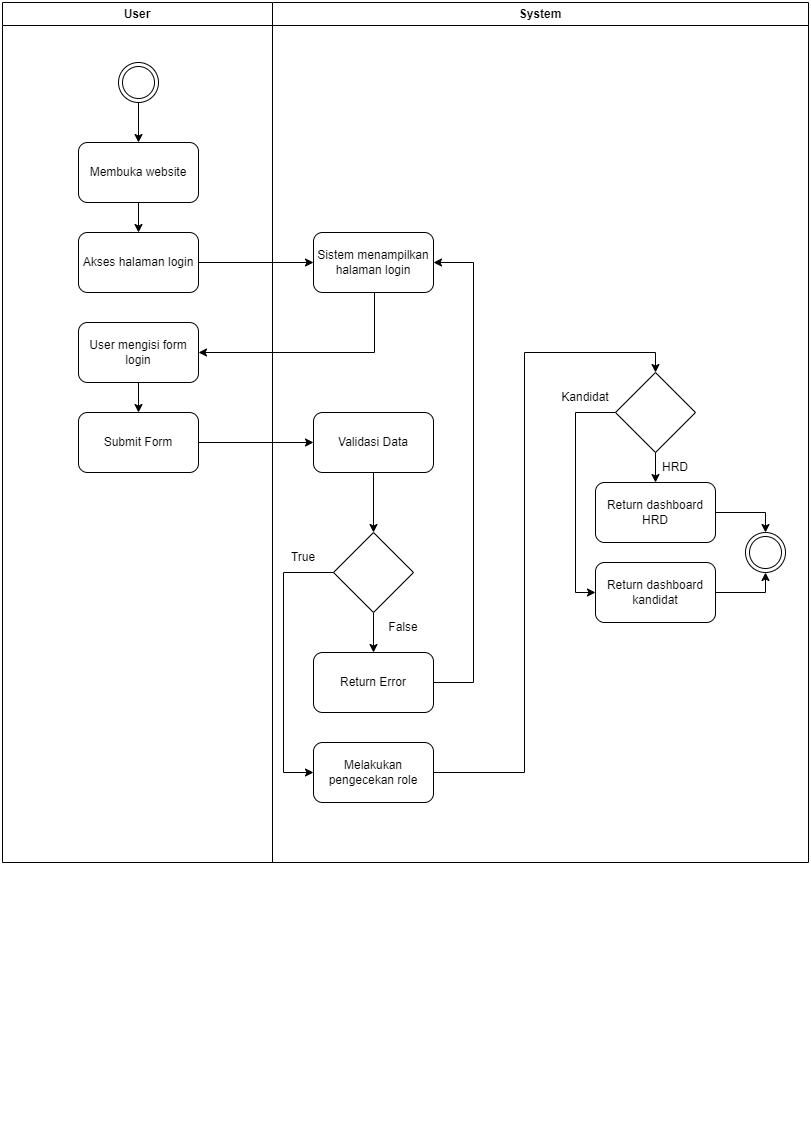 User
System
Membuka website
Akses halaman login
Sistem menampilkan
halaman login
User mengisi form
login
Submit Form
Validasi Data
True
False
Return Error
Melakukan
pengecekan role
Kandidat
HRD
Return dashboard
HRD
Return dashboard
kandidat